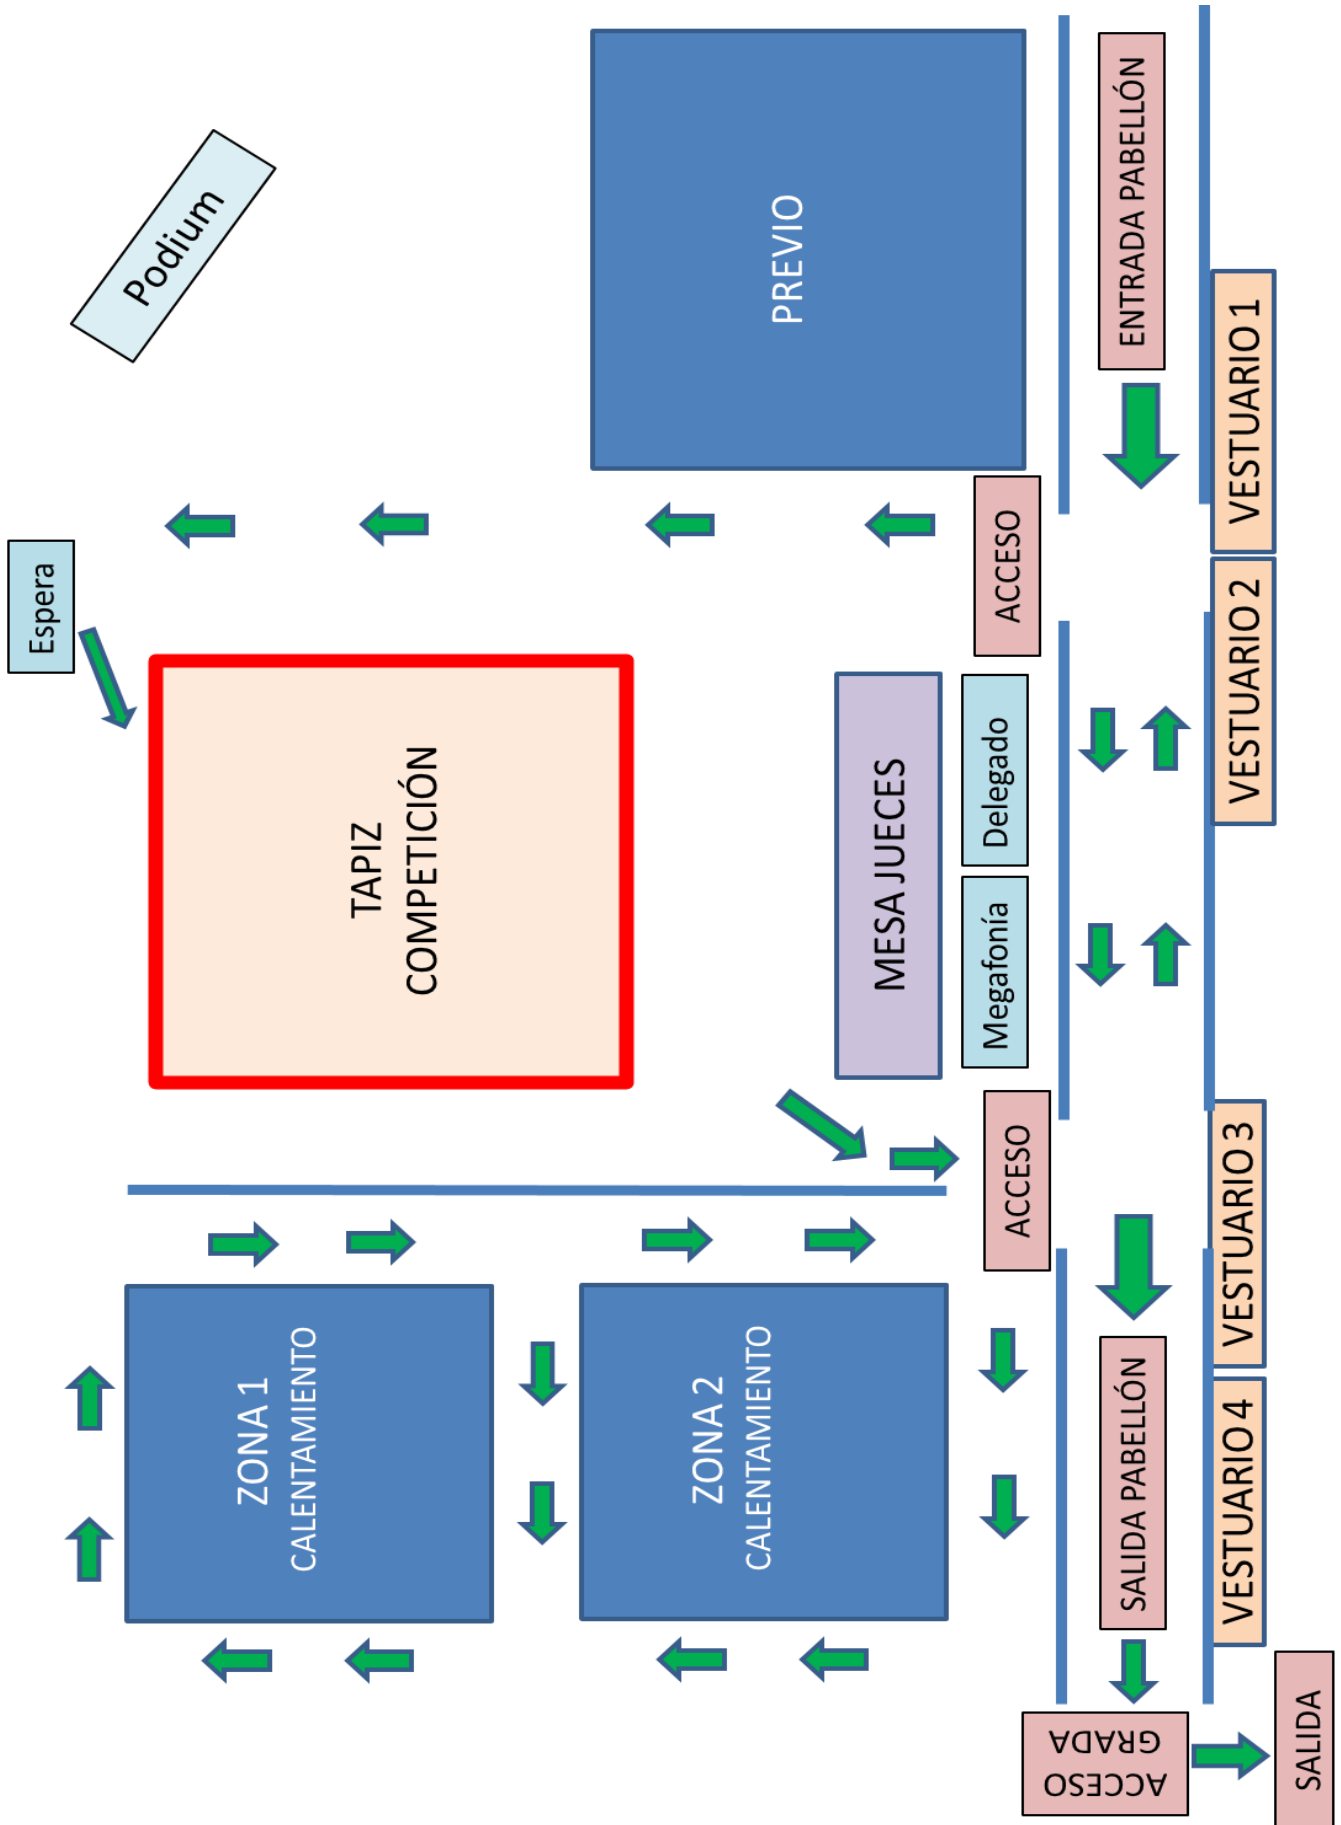 Podium
PREVIO
ENTRADA PABELLÓN
VESTUARIO 1
Espera
ACCESO
VESTUARIO 2
TAPIZ
COMPETICIÓN
MESA JUECES
Delegado
Megafonía
ACCESO
VESTUARIO 3
ZONA 1
CALENTAMIENTO
ZONA 2
CALENTAMIENTO
SALIDA PABELLÓN
VESTUARIO 4
ACCESO
GRADA
SALIDA